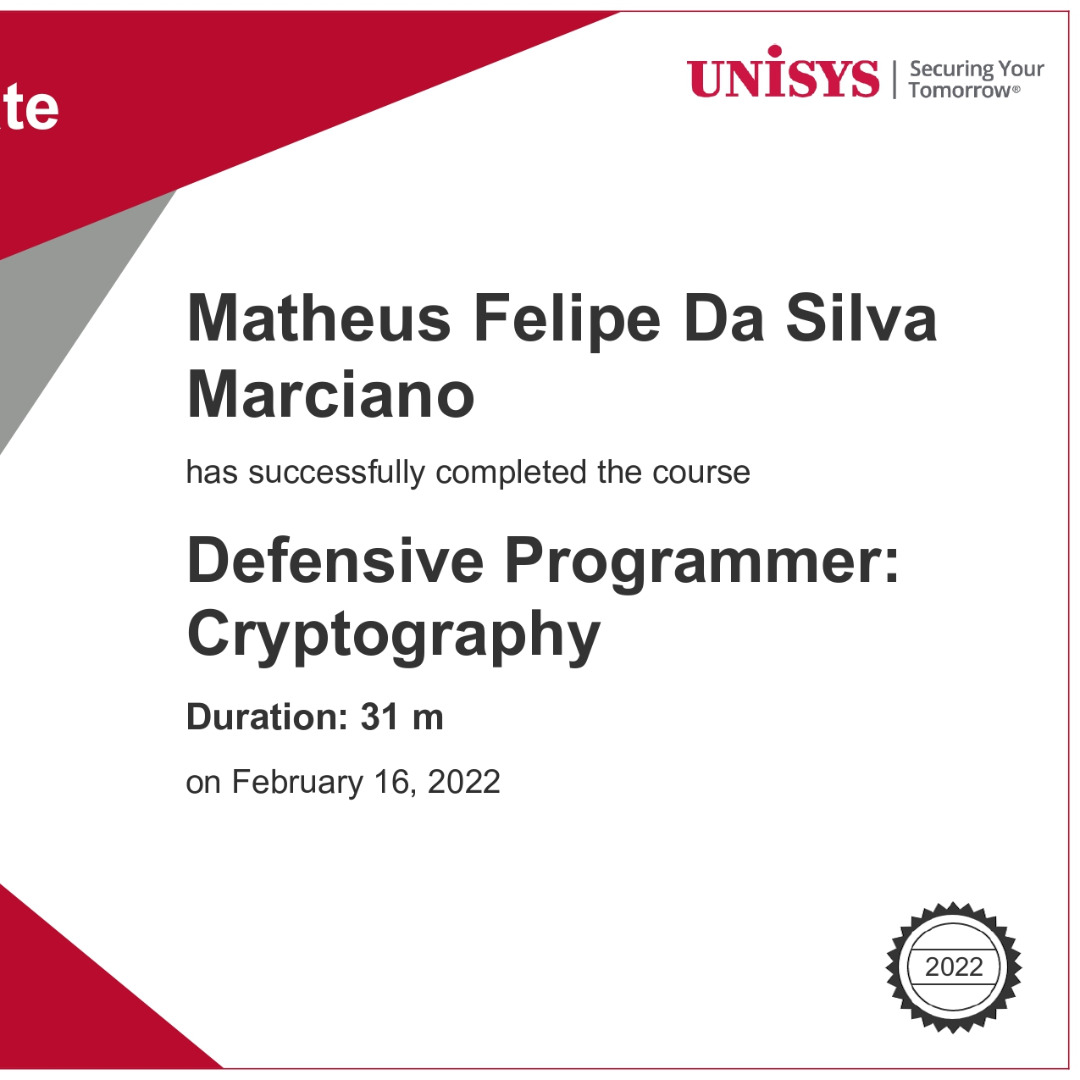 te
UNiSYS | Securing Your
Tomorrow®
Matheus Felipe Da Silva
Marciano
has successfully completed the course
Defensive Programmer:
Cryptography
Duration: 31 m
on February 16, 2022
2022